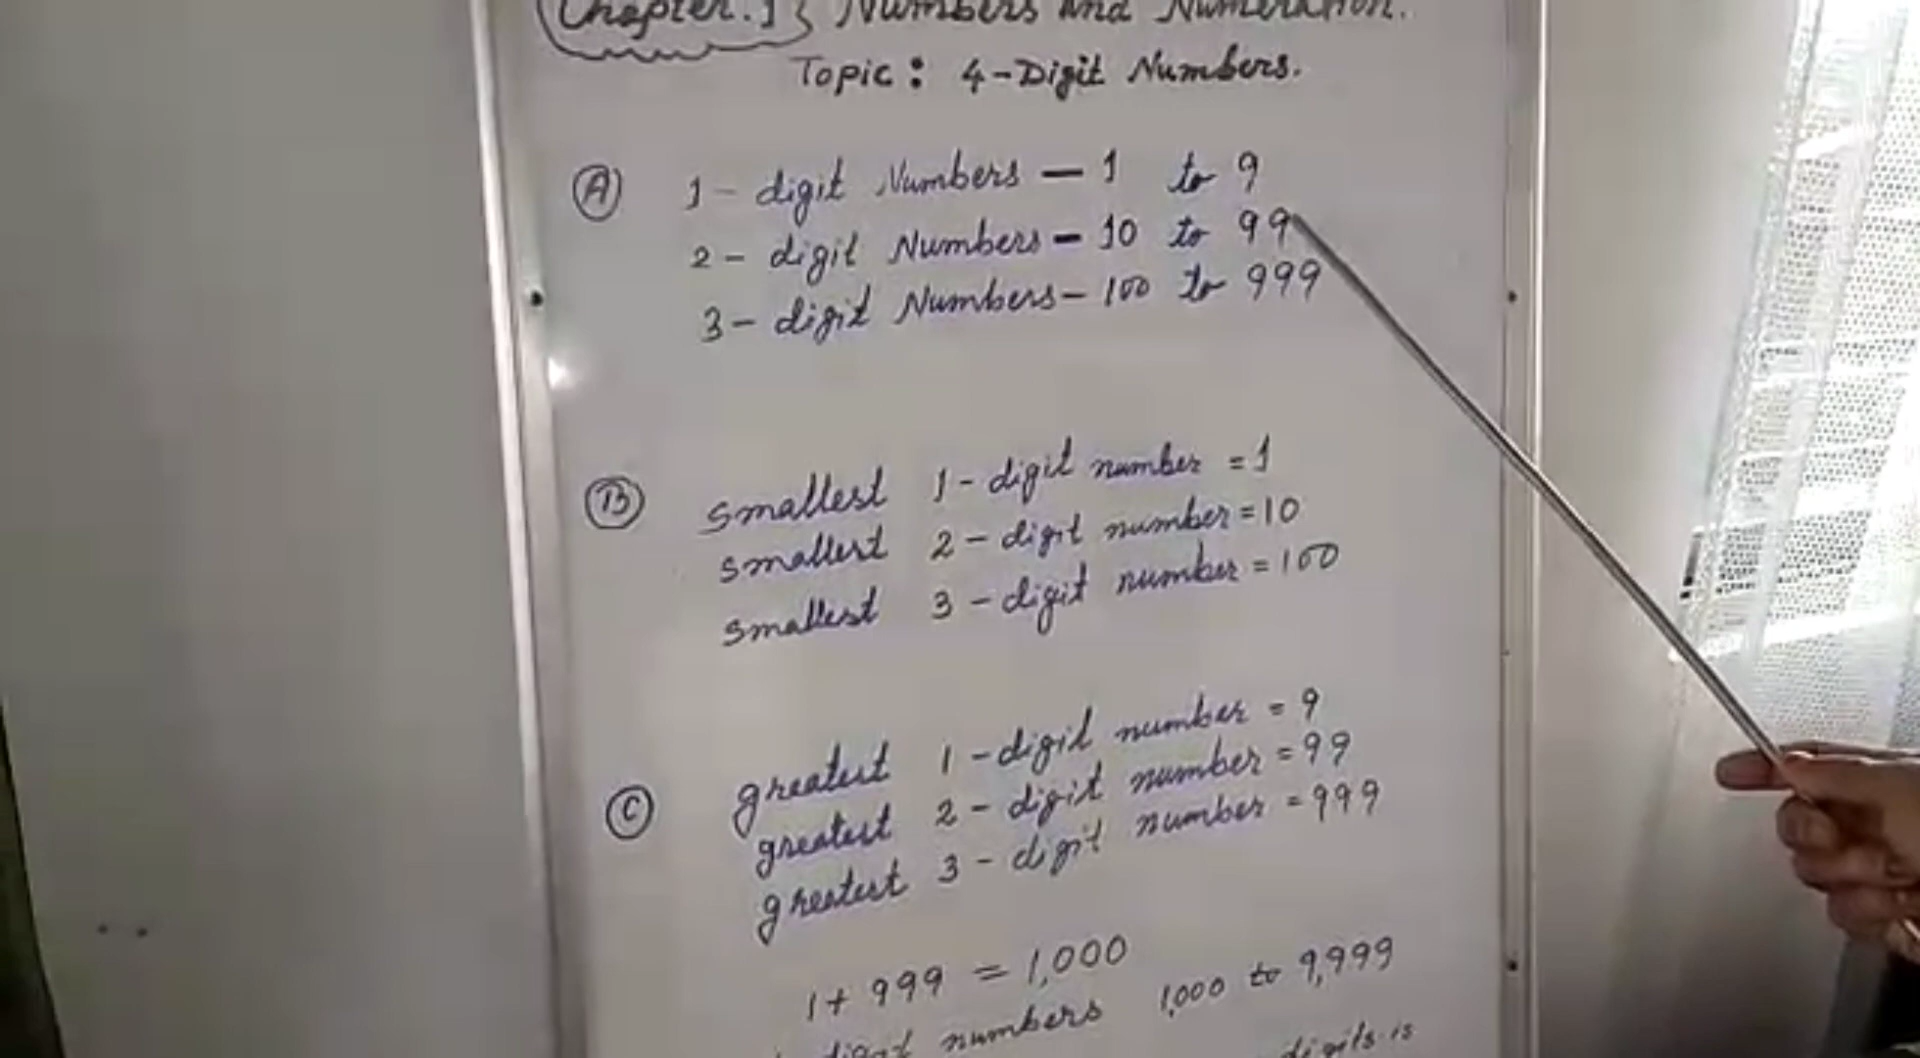 Chapter. 1 Numbers and Numeration.
Topic: 4-Digit Numbers.
A 1 - digit Numbers — 1 to 9
2 - digit Numbers - 10 to 99
3 - digit Numbers - 100 to 999
B Smallest 1 - digit number = 1
Smallest 2 - digit number = 10
Smallest 3 - digit number = 100
C greatest 1 - digit number = 9
greatest 2 - digit number = 99
greatest 3 - digit number = 999
1 + 999 = 1,000
digit numbers 1,000 to 9,999
digits is